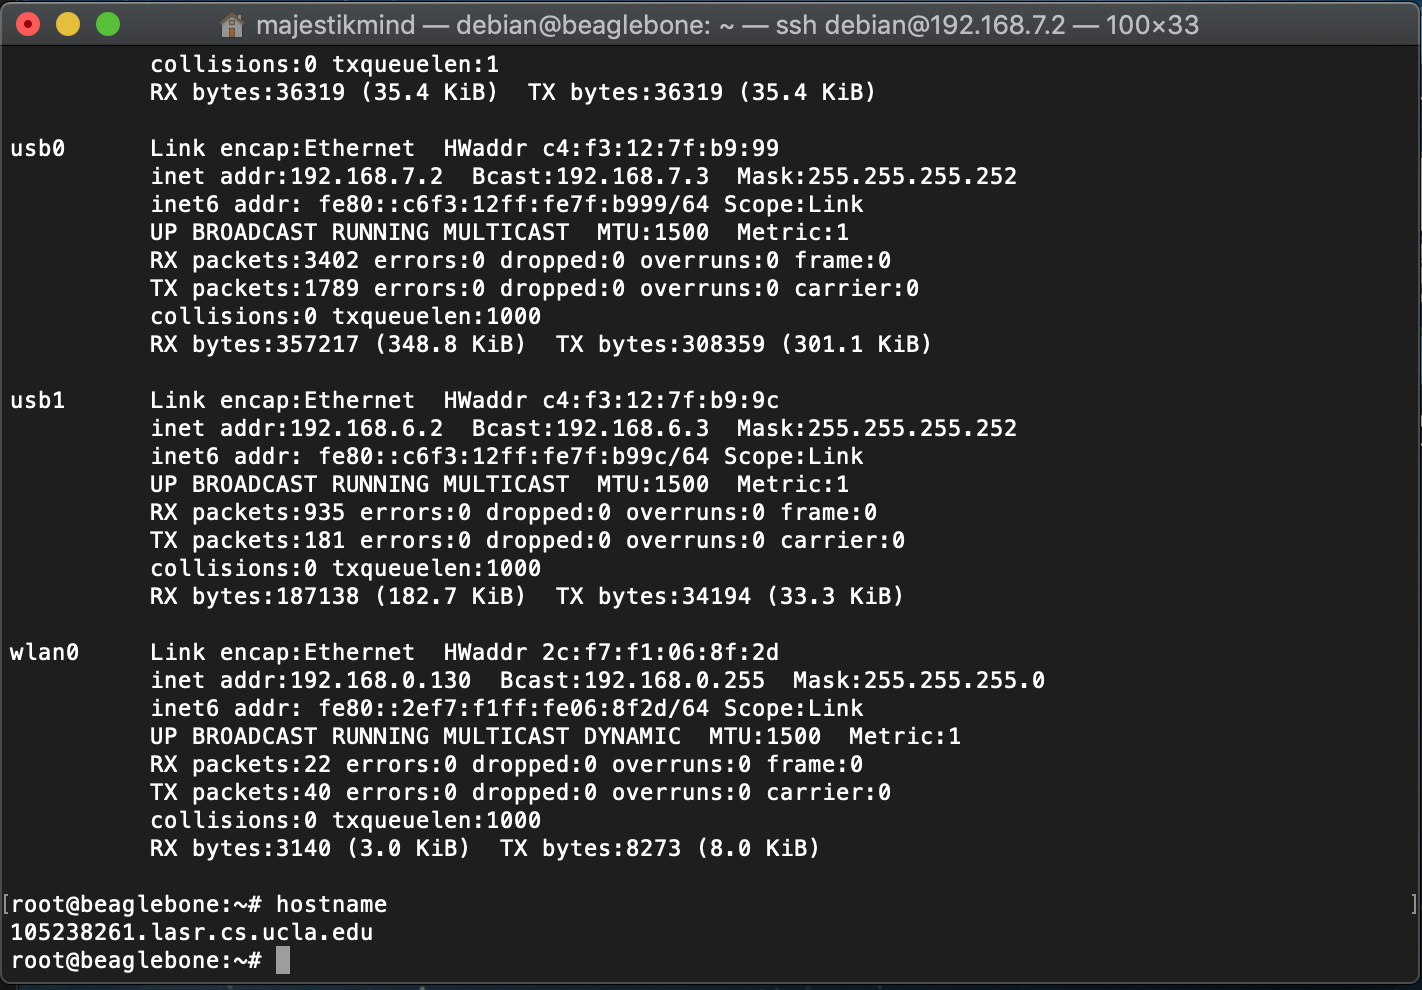 majestikmind — debian@beaglebone: ~ — ssh debian@192.168.7.2 — 100×33
collisions:0 txqueuelen:1
RX bytes:36319 (35.4 KiB)  TX bytes:36319 (35.4 KiB)
usb0      Link encap:Ethernet  HWaddr c4:f3:12:7f:b9:99
inet addr:192.168.7.2  Bcast:192.168.7.3  Mask:255.255.255.252
inet6 addr: fe80::c6f3:12ff:fe7f:b999/64 Scope:Link
UP BROADCAST RUNNING MULTICAST  MTU:1500  Metric:1
RX packets:3402 errors:0 dropped:0 overruns:0 frame:0
TX packets:1789 errors:0 dropped:0 overruns:0 carrier:0
collisions:0 txqueuelen:1000
RX bytes:357217 (348.8 KiB)  TX bytes:308359 (301.1 KiB)
usb1      Link encap:Ethernet  HWaddr c4:f3:12:7f:b9:9c
inet addr:192.168.6.2  Bcast:192.168.6.3  Mask:255.255.255.252
inet6 addr: fe80::c6f3:12ff:fe7f:b99c/64 Scope:Link
UP BROADCAST RUNNING MULTICAST  MTU:1500  Metric:1
RX packets:935 errors:0 dropped:0 overruns:0 frame:0
TX packets:181 errors:0 dropped:0 overruns:0 carrier:0
collisions:0 txqueuelen:1000
RX bytes:187138 (182.7 KiB)  TX bytes:34194 (33.3 KiB)
wlan0     Link encap:Ethernet  HWaddr 2c:f7:f1:06:8f:2d
inet addr:192.168.0.130  Bcast:192.168.0.255  Mask:255.255.255.0
inet6 addr: fe80::2ef7:f1ff:fe06:8f2d/64 Scope:Link
UP BROADCAST RUNNING MULTICAST DYNAMIC  MTU:1500  Metric:1
RX packets:22 errors:0 dropped:0 overruns:0 frame:0
TX packets:40 errors:0 dropped:0 overruns:0 carrier:0
collisions:0 txqueuelen:1000
RX bytes:3140 (3.0 KiB)  TX bytes:8273 (8.0 KiB)
[root@beaglebone:~# hostname ]
105238261.lasr.cs.ucla.edu
root@beaglebone:~#